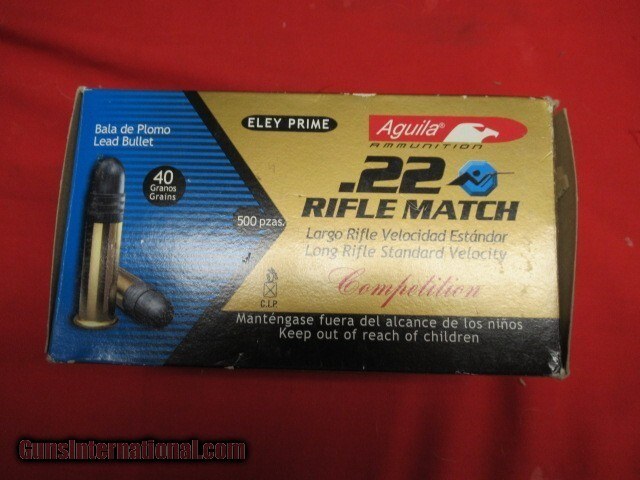 Bala de Plomo
Lead Bullet
40
Granos
Grains
ELEY PRIME
500 pzas.
C.I.P.
Aguila®
AMMUNITION
.22
RIFLE MATCH
Largo Rifle Velocidad Estándar
Long Rifle Standard Velocity
Competition
Manténgase fuera del alcance de los niños
Keep out of reach of children
GunsInternational.com